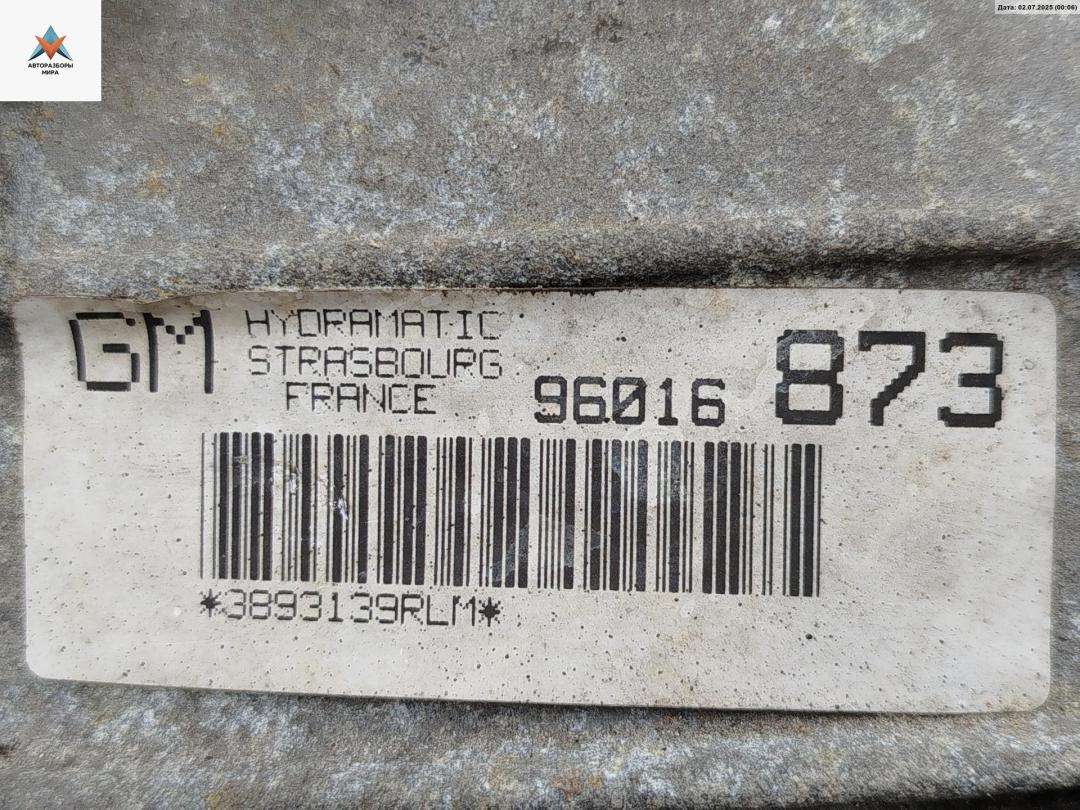 Дата: 02.07.2025 (00:06)
АВТОРАЗБОРЫ
МИРА
GM
HYDRAMATIC
STRASBOURG
FRANCE
96016 873
*3893139RLM*